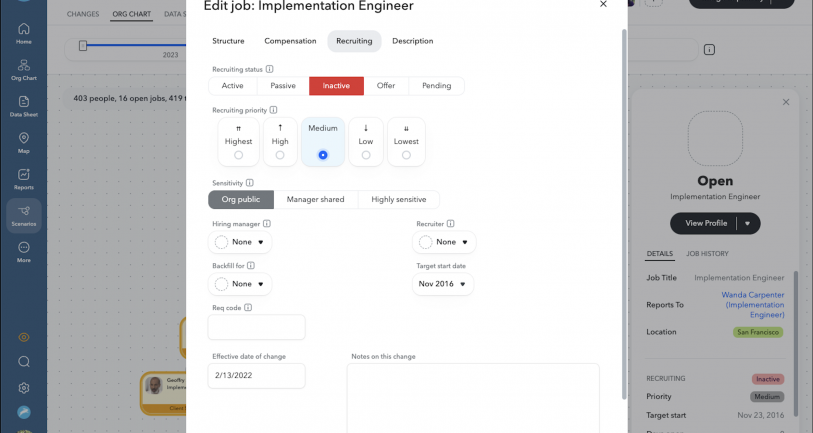 Edit job: Implementation Engineer
CHANGES ORG CHART DATA S
Structure Compensation Recruiting Description
Home
2023
Recruiting status
Org Chart
Active Passive Inactive Offer Pending
403 people, 16 open jobs, 419 t
Data Sheet
Recruiting priority
Highest High Medium Low Lowest
Map
Reports
Sensitivity
Org public Manager shared Highly sensitive
Scenarios
More
Hiring manager
None
Recruiter
None
Backfill for
None
Target start date
Nov 2016
Req code
Effective date of change
2/13/2022
Notes on this change
Geoffry
Impleme
Client
Open
Implementation Engineer
View Profile
DETAILS JOB HISTORY
Job Title Implementation Engineer
Reports To Wanda Carpenter
(Implementation
Engineer)
Location San Francisco
RECRUITING Inactive
Priority Medium
Target start Nov 23, 2016